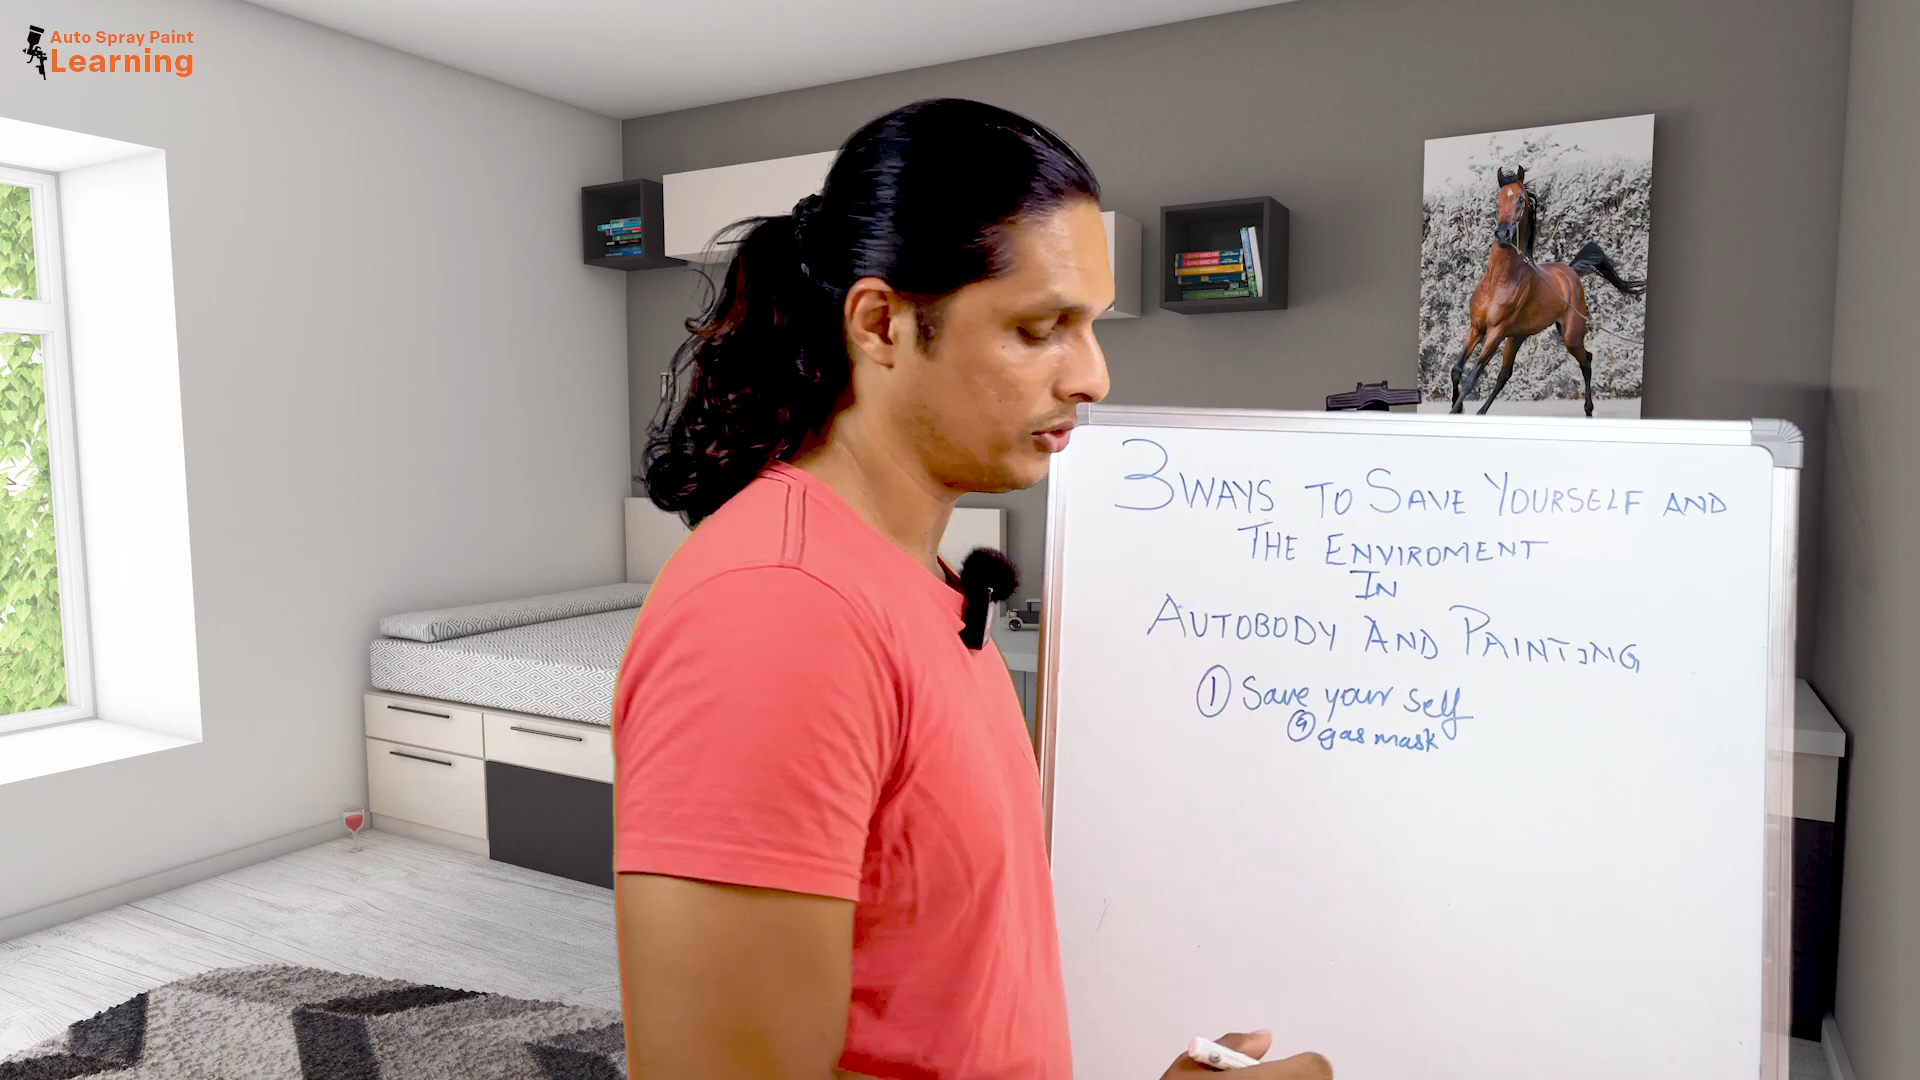 Auto Spray Paint
Learning
3 WAYS TO SAVE YOURSELF AND
THE ENVIROMENT
IN
AUTOBODY AND PAINTING
① Save your self
gas mask